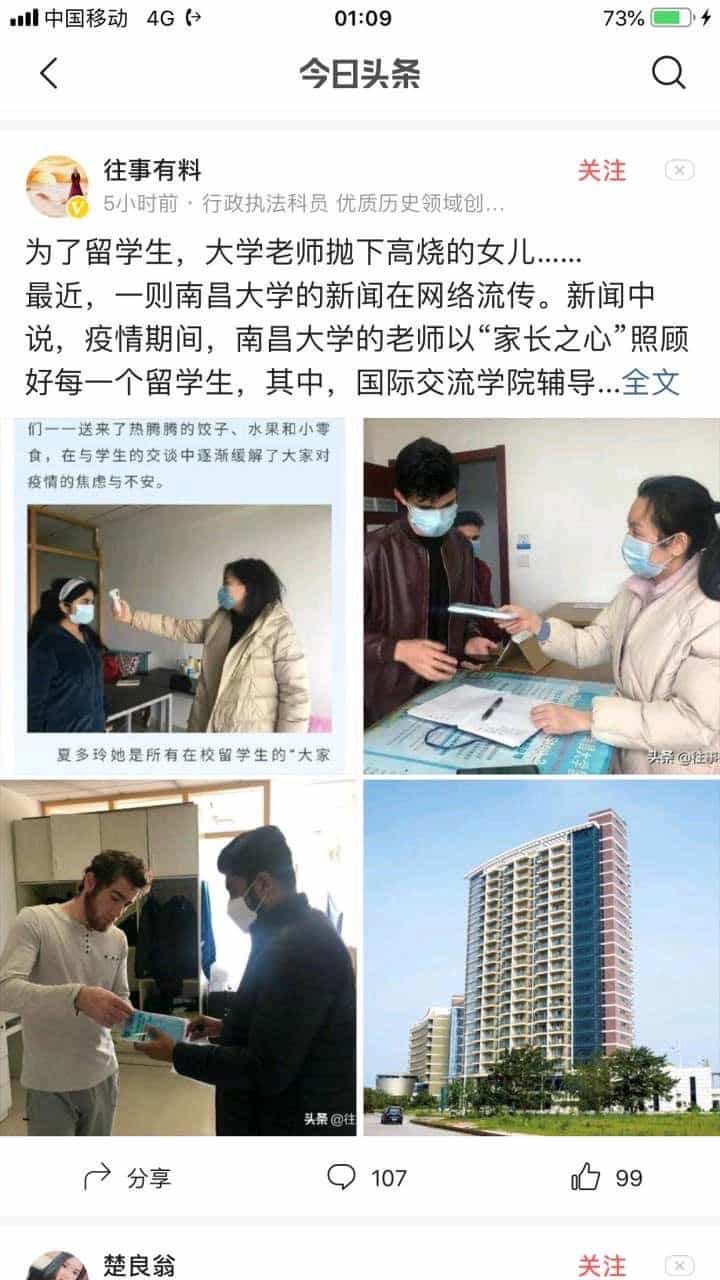 中国移动 4G 01:09 73%
今日头条
往事有料
关注
5小时前 · 行政执法科员 优质历史领域创...
为了留学生，大学老师抛下高烧的女儿......
最近，一则南昌大学的新闻在网络流传。新闻中
说，疫情期间，南昌大学的老师以“家长之心”照顾
好每一个留学生，其中，国际交流学院辅导...全文
们一一送来了热腾腾的饺子、水果和小零
食，在与学生的交谈中逐渐缓解了大家对
疫情的焦虑与不安。
夏多玲她是所有在校留学生的“大家
头条 @往事
头条 @往
分享 107 99
楚良翁
关注